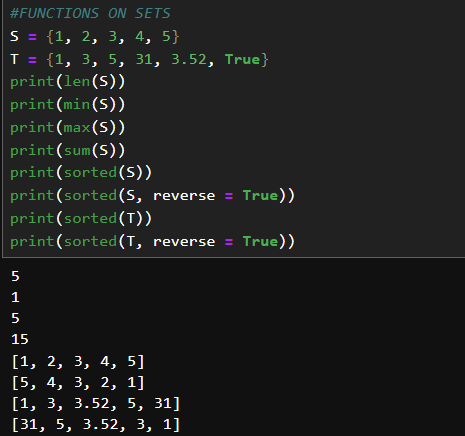 #FUNCTIONS ON SETS
S = {1, 2, 3, 4, 5}
T = {1, 3, 5, 31, 3.52, True}
print(len(S))
print(min(S))
print(max(S))
print(sum(S))
print(sorted(S))
print(sorted(S, reverse = True))
print(sorted(T))
print(sorted(T, reverse = True))
5
1
5
15
[1, 2, 3, 4, 5]
[5, 4, 3, 2, 1]
[1, 3, 3.52, 5, 31]
[31, 5, 3.52, 3, 1]